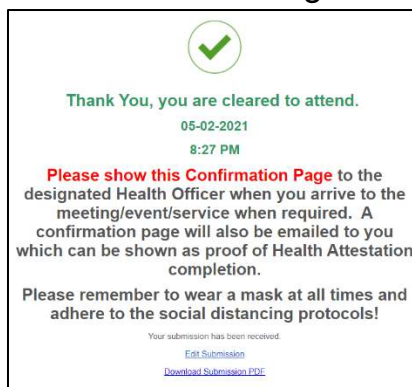 Thank You, you are cleared to attend.
05-02-2021
8:27 PM
Please show this Confirmation Page to the
designated Health Officer when you arrive to the
meeting/event/service when required. A
confirmation page will also be emailed to you
which can be shown as proof of Health Attestation
completion.
Please remember to wear a mask at all times and
adhere to the social distancing protocols!
Your submission has been received.
Edit Submission
Download Submission PDF